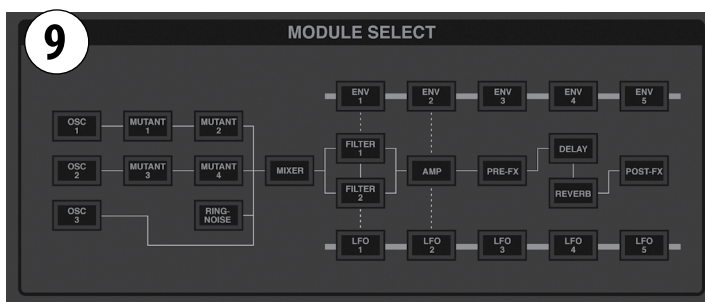 9
MODULE SELECT
ENV
1
ENV
2
ENV
3
ENV
4
ENV
5
OSC
1
MUTANT
1
MUTANT
2
FILTER
1
DELAY
OSC
2
MUTANT
3
MUTANT
4
MIXER
AMP
PRE-FX
POST-FX
FILTER
2
REVERB
OSC
3
RING-
NOISE
LFO
1
LFO
2
LFO
3
LFO
4
LFO
5